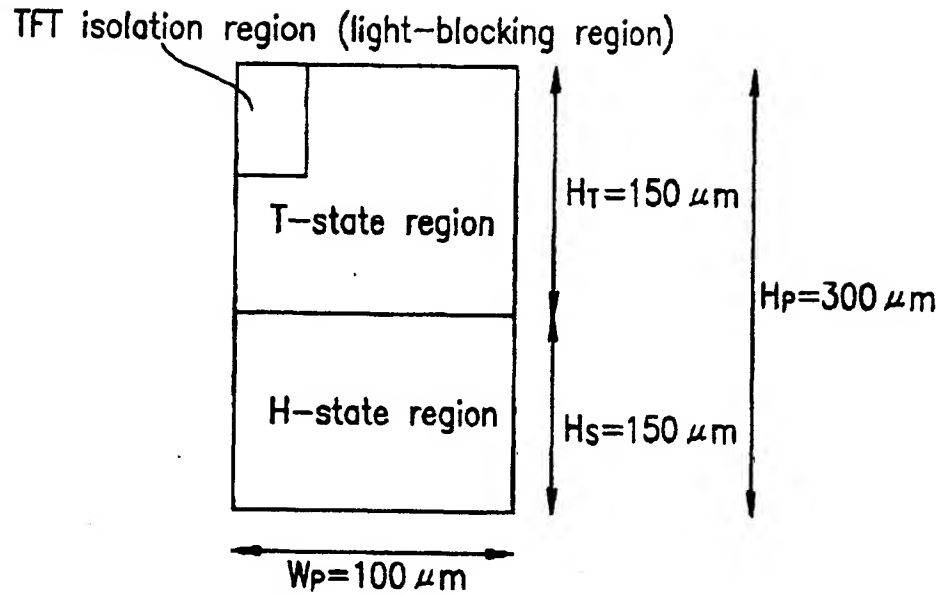 TFT isolation region (light-blocking region)
T-state region
H-state region
HT=150 μm
HS=150 μm
HP=300 μm
WP=100 μm